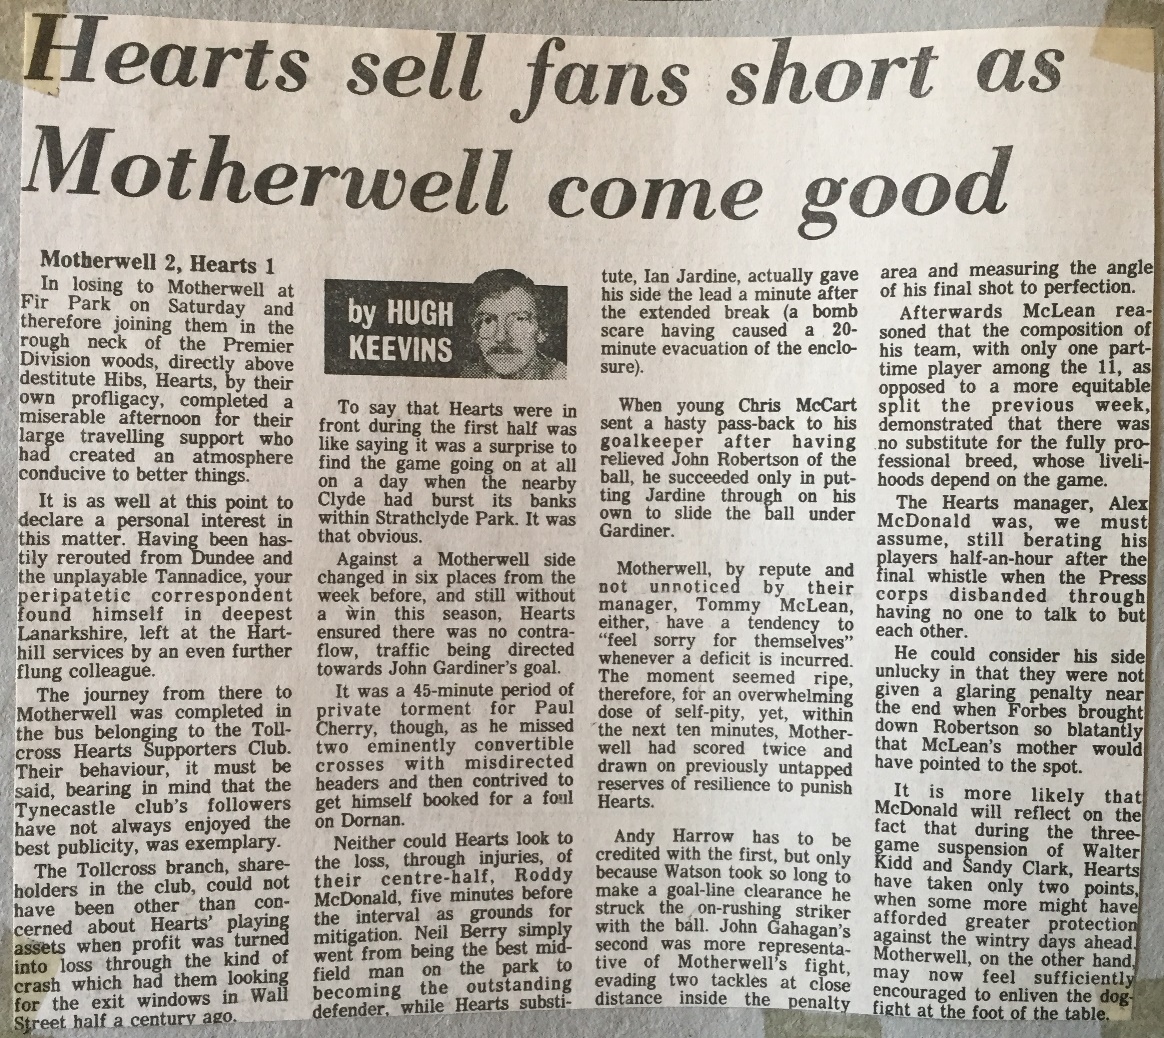 Hearts sell fans short as
Motherwell come good
Motherwell 2, Hearts 1
In losing to Motherwell at
Fir Park on Saturday and
therefore joining them in the
rough neck of the Premier
Division woods, directly above
destitute Hibs, Hearts, by their
own profligacy, completed a
miserable afternoon for their
large travelling support who
had created an atmosphere
conducive to better things.
It is as well at this point to
declare a personal interest in
this matter. Having been has-
tily rerouted from Dundee and
the unplayable Tannadice, your
peripatetic correspondent
found himself in deepest
Lanarkshire, left at the Hart-
hill services by an even further
flung colleague.
The journey from there to
Motherwell was completed in
the bus belonging to the Toll-
cross Hearts Supporters Club.
Their behaviour, it must be
said, bearing in mind that the
Tynecastle club's followers
have not always enjoyed the
best publicity, was exemplary.
The Tollcross branch, share-
holders in the club, could not
have been other than con-
cerned about Hearts' playing
assets when profit was turned
into loss through the kind of
crash which had them looking
for the exit windows in Wall
Street half a century ago.
by HUGH
KEEVINS
To say that Hearts were in
front during the first half was
like saying it was a surprise to
find the game going on at all
on a day when the nearby
Clyde had burst its banks
within Strathclyde Park. It was
that obvious.
Against a Motherwell side
changed in six places from the
week before, and still without
a win this season, Hearts
ensured there was no contra-
flow, traffic being directed
towards John Gardiner's goal.
It was a 45-minute period of
private torment for Paul
Cherry, though, as he missed
two eminently convertible
crosses with misdirected
headers and then contrived to
get himself booked for a foul
on Dornan.
Neither could Hearts look to
the loss, through injuries, of
their centre-half, Roddy
McDonald, five minutes before
the interval as grounds for
mitigation. Neil Berry simply
went from being the best mid-
field man on the park to
becoming the outstanding
defender, while Hearts substi-
tute, Ian Jardine, actually gave
his side the lead a minute after
the extended break (a bomb
scare having caused a 20-
minute evacuation of the enclo-
sure).
When young Chris McCart
sent a hasty pass-back to his
goalkeeper after having
relieved John Robertson of the
ball, he succeeded only in put-
ting Jardine through on his
own to slide the ball under
Gardiner.
Motherwell, by repute and
not unnoticed by their
manager, Tommy McLean,
either, have a tendency to
"feel sorry for themselves"
whenever a deficit is incurred.
The moment seemed ripe,
therefore, for an overwhelming
dose of self-pity, yet, within
the next ten minutes, Mother-
well had scored twice and
drawn on previously untapped
reserves of resilience to punish
Hearts.
Andy Harrow has to be
credited with the first, but only
because Watson took so long to
make a goal-line clearance he
struck the on-rushing striker
with the ball. John Gahagan's
second was more representa-
tive of Motherwell's fight,
evading two tackles at close
distance inside the penalty
area and measuring the angle
of his final shot to perfection.
Afterwards McLean rea-
soned that the composition of
his team, with only one part-
time player among the 11, as
opposed to a more equitable
split the previous week,
demonstrated that there was
no substitute for the fully pro-
fessional breed, whose liveli-
hoods depend on the game.
The Hearts manager, Alex
McDonald was, we must
assume, still berating his
players half-an-hour after the
final whistle when the Press
corps disbanded through
having no one to talk to but
each other.
He could consider his side
unlucky in that they were not
given a glaring penalty near
the end when Forbes brought
down Robertson so blatantly
that McLean's mother would
have pointed to the spot.
It is more likely that
McDonald will reflect on the
fact that during the three-
game suspension of Walter
Kidd and Sandy Clark, Hearts
have taken only two points,
when some more might have
afforded greater protection
against the wintry days ahead.
Motherwell, on the other hand,
may now feel sufficiently
encouraged to enliven the dog-
fight at the foot of the table.